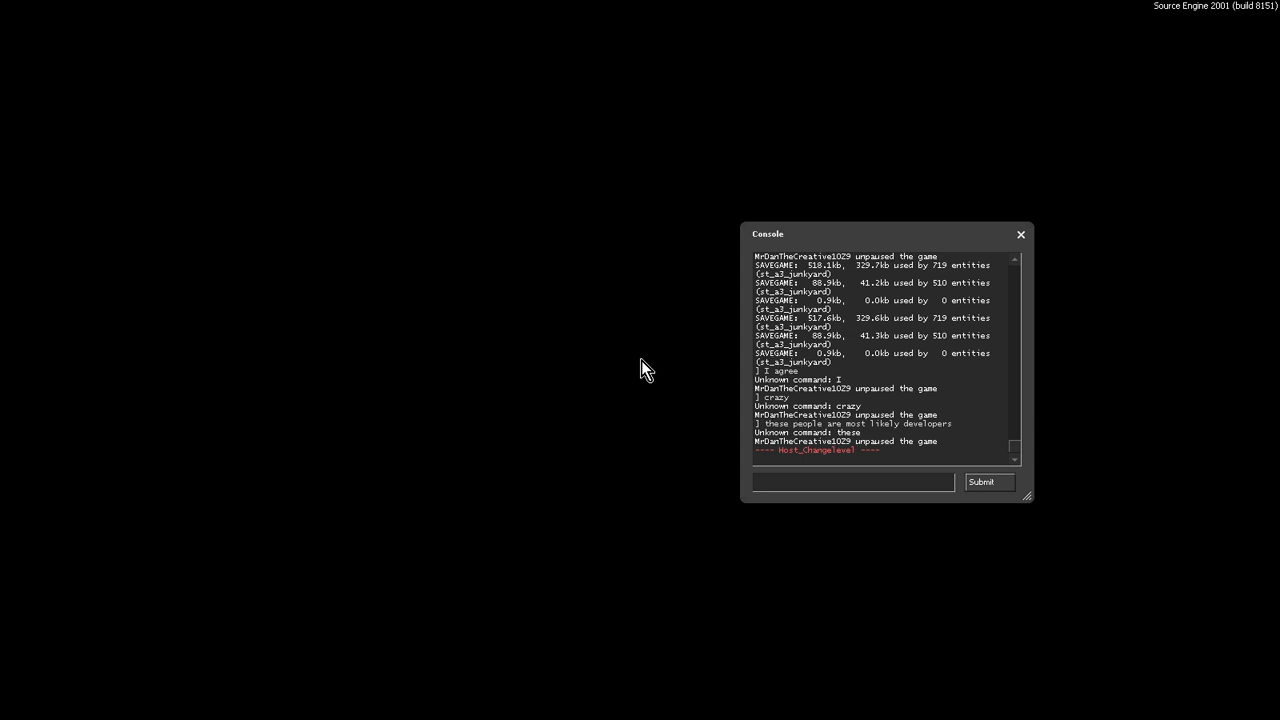 Source Engine 2001 (build 8151)
Console
MrDanTheCreative1029 unpaused the game
SAVEGAME:  518.1kb,  329.7kb used by 719 entities
(st_a3_junkyard)
SAVEGAME:   88.9kb,   41.2kb used by 510 entities
(st_a3_junkyard)
SAVEGAME:    0.9kb,    0.0kb used by   0 entities
(st_a3_junkyard)
SAVEGAME:  517.6kb,  329.6kb used by 719 entities
(st_a3_junkyard)
SAVEGAME:   88.9kb,   41.3kb used by 510 entities
(st_a3_junkyard)
SAVEGAME:    0.9kb,    0.0kb used by   0 entities
(st_a3_junkyard)
] I agree
Unknown command: I
MrDanTheCreative1029 unpaused the game
] crazy
Unknown command: crazy
MrDanTheCreative1029 unpaused the game
] these people are most likely developers
Unknown command: these
MrDanTheCreative1029 unpaused the game
---- Host_Changelevel ----
Submit